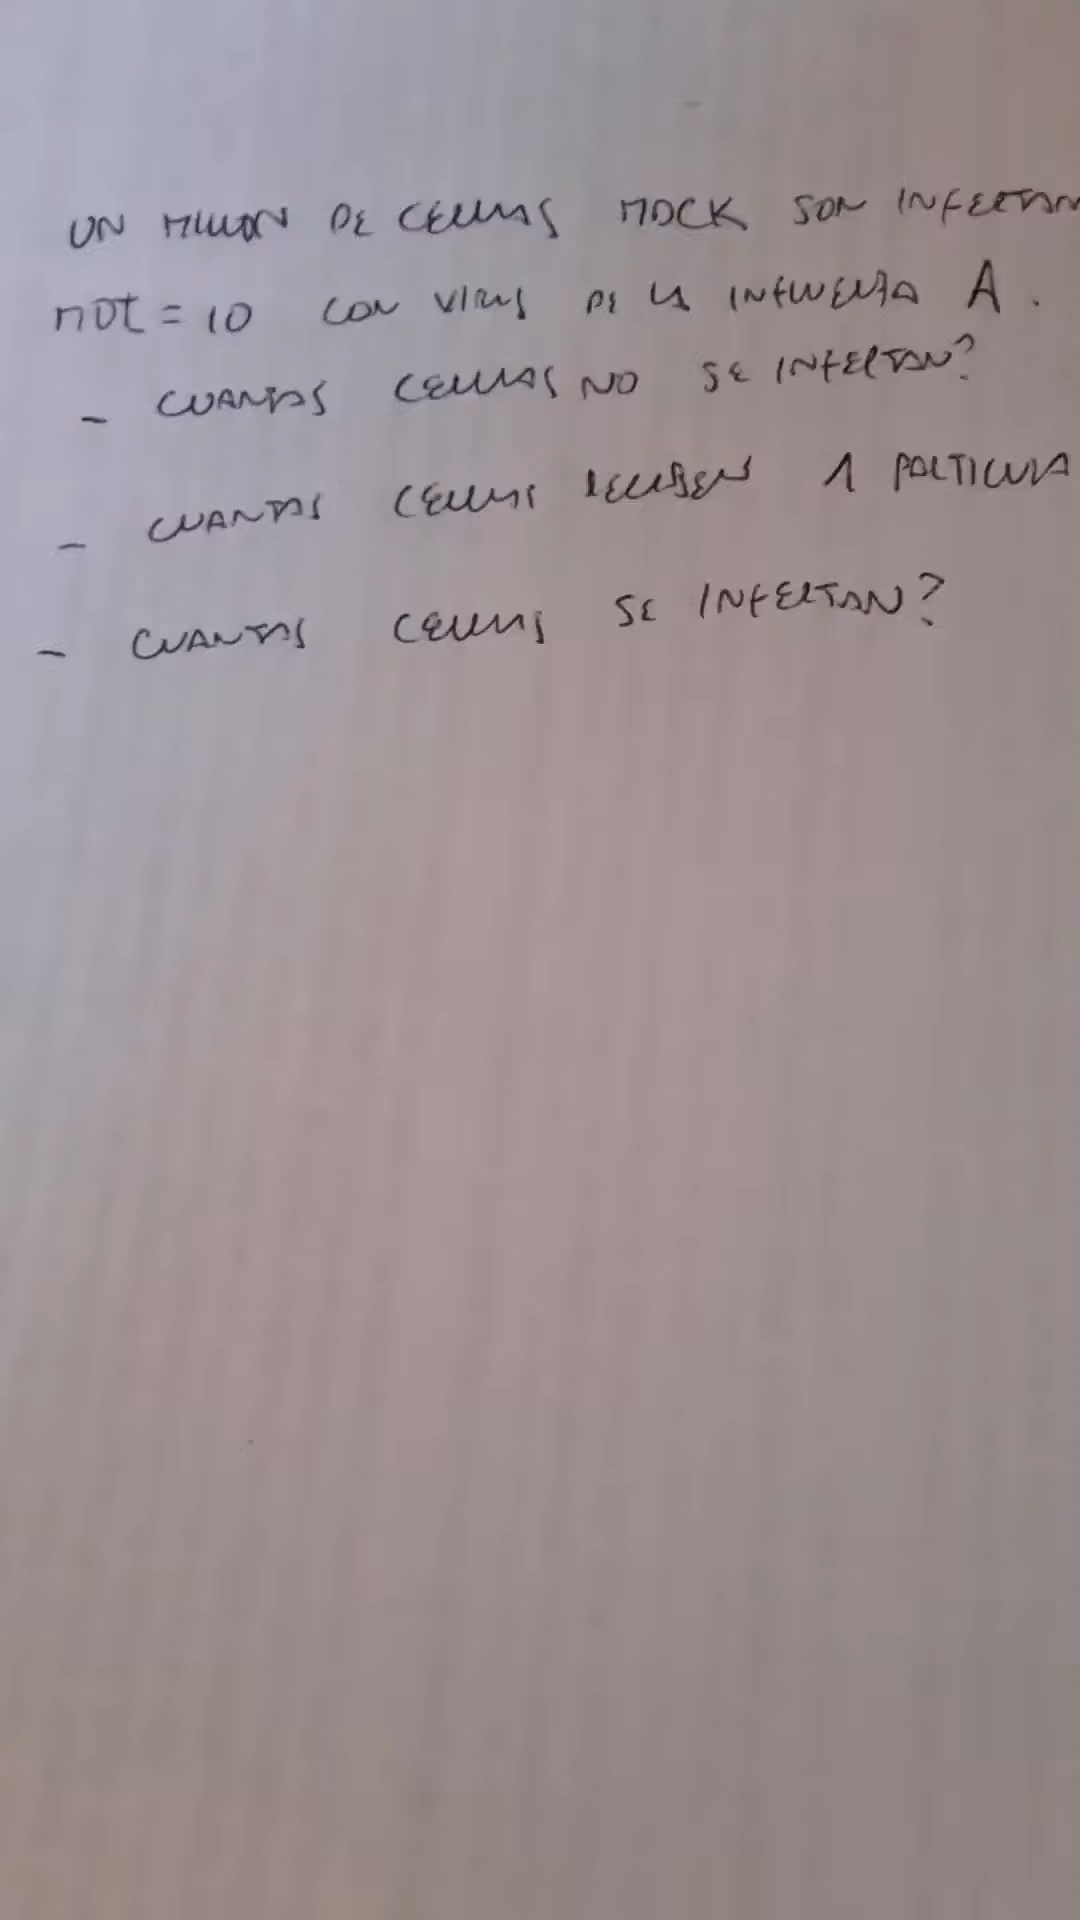 UN MILLON DE CELULAS MDCK SON INFECTAN
MOI = 10 CON VIRUS DE LA INFLUENZA A.
- CUANTAS CELULAS NO SE INFECTAN?
- CUANTAS CELULAS RECIBEN 1 PARTICULA
- CUANTAS CELULAS SE INFECTAN?